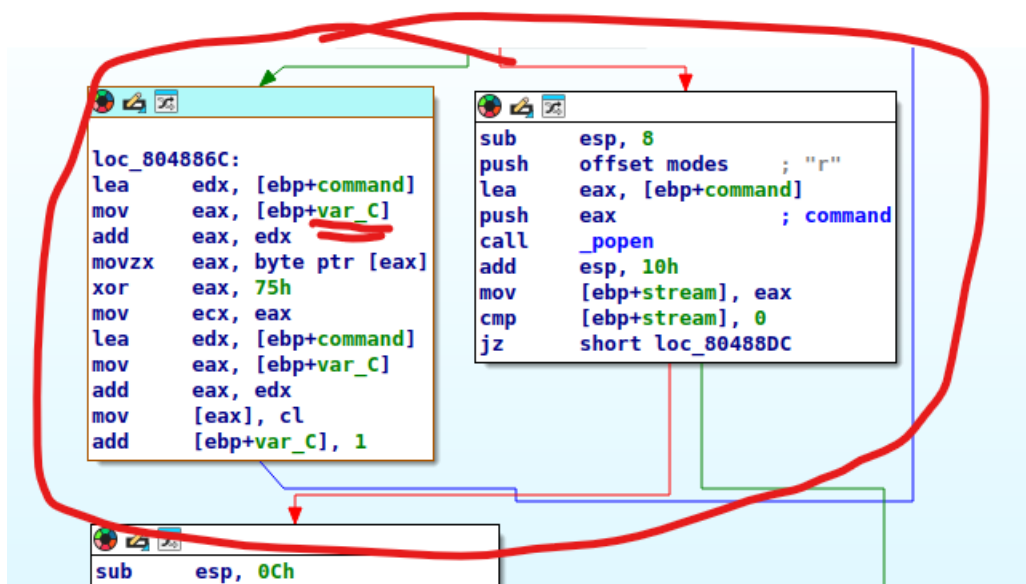 loc_804886C:
lea edx, [ebp+command]
mov eax, [ebp+var_C]
add eax, edx
movzx eax, byte ptr [eax]
xor eax, 75h
mov ecx, eax
lea edx, [ebp+command]
mov eax, [ebp+var_C]
add eax, edx
mov [eax], cl
add [ebp+var_C], 1
sub esp, 8
push offset modes ; "r"
lea eax, [ebp+command]
push eax ; command
call _popen
add esp, 10h
mov [ebp+stream], eax
cmp [ebp+stream], 0
jz short loc_80488DC
sub esp, 0Ch